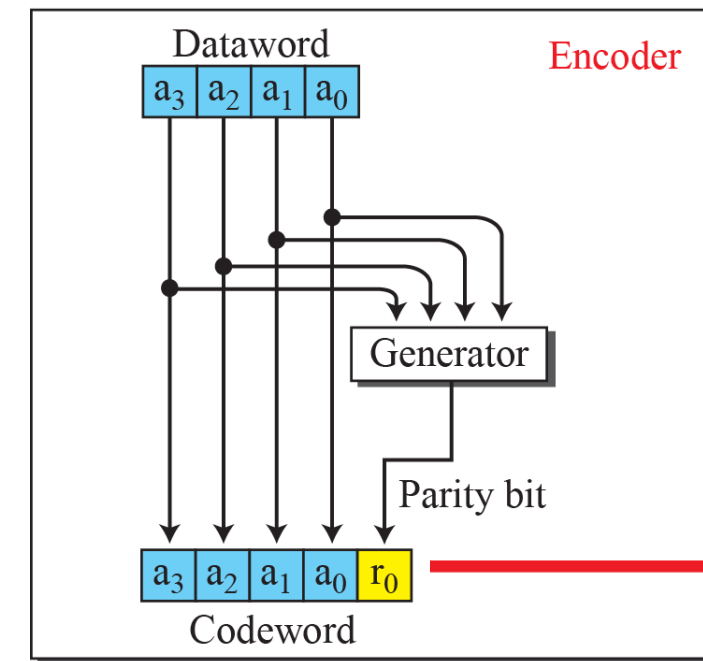 Dataword
Encoder
a3 a2 a1 a0
Generator
Parity bit
a3 a2 a1 a0 r0
Codeword